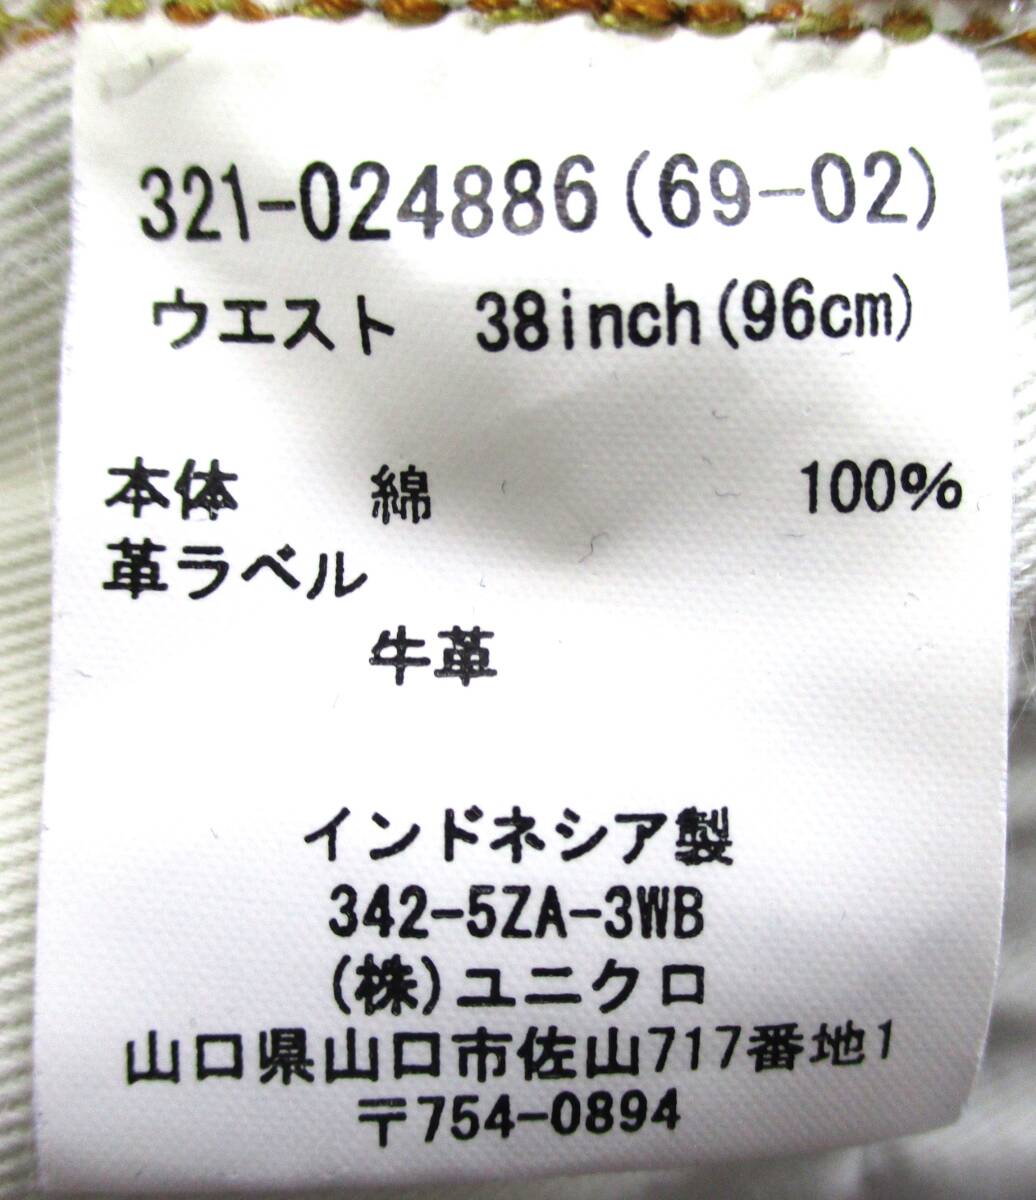 321-024886(69-02)
ウエスト 38inch(96cm)
本体 綿 100%
革ラベル
牛革
インドネシア製
342-5ZA-3WB
(株)ユニクロ
山口県山口市佐山717番地1
〒754-0894